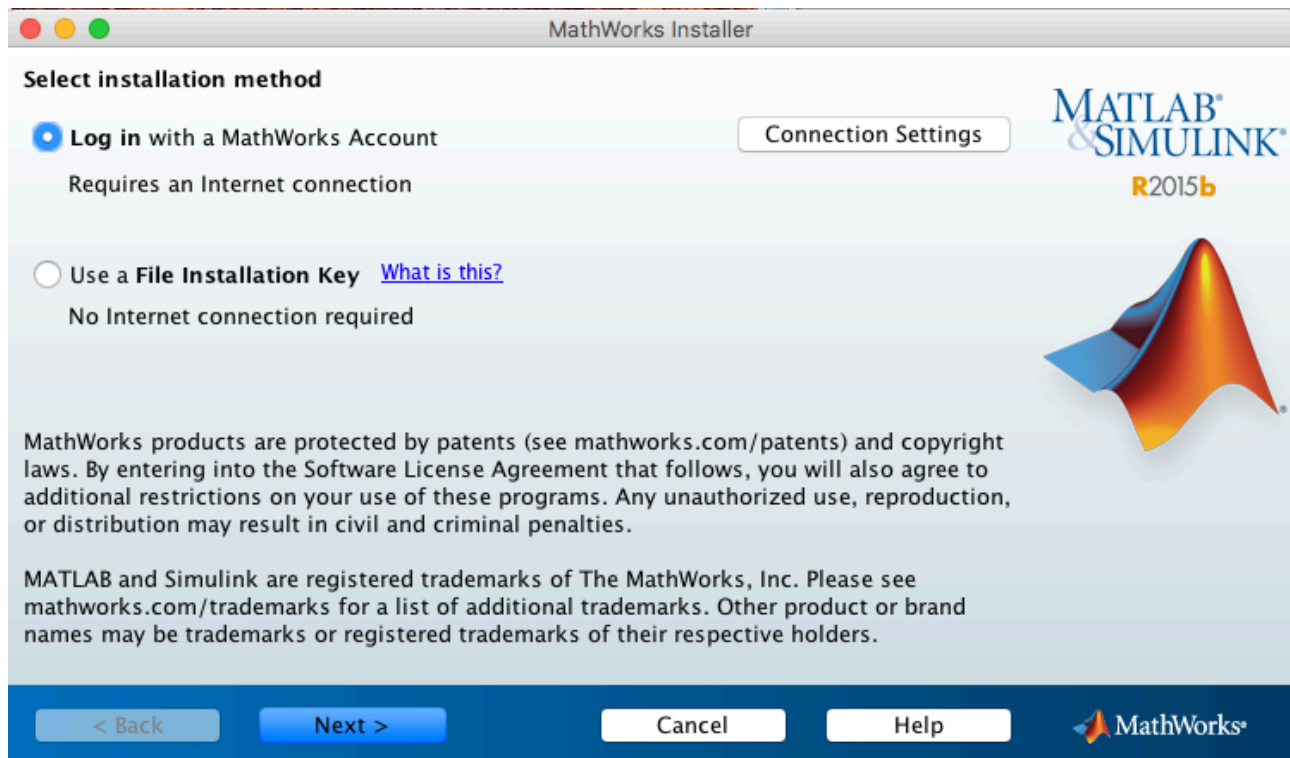 MathWorks Installer
Select installation method
Log in with a MathWorks Account
Connection Settings
Requires an Internet connection
Use a File Installation Key What is this?
No Internet connection required
MATLAB®
&SIMULINK®
R2015b
MathWorks products are protected by patents (see mathworks.com/patents) and copyright
laws. By entering into the Software License Agreement that follows, you will also agree to
additional restrictions on your use of these programs. Any unauthorized use, reproduction,
or distribution may result in civil and criminal penalties.
MATLAB and Simulink are registered trademarks of The MathWorks, Inc. Please see
mathworks.com/trademarks for a list of additional trademarks. Other product or brand
names may be trademarks or registered trademarks of their respective holders.
< Back Next > Cancel Help MathWorks®